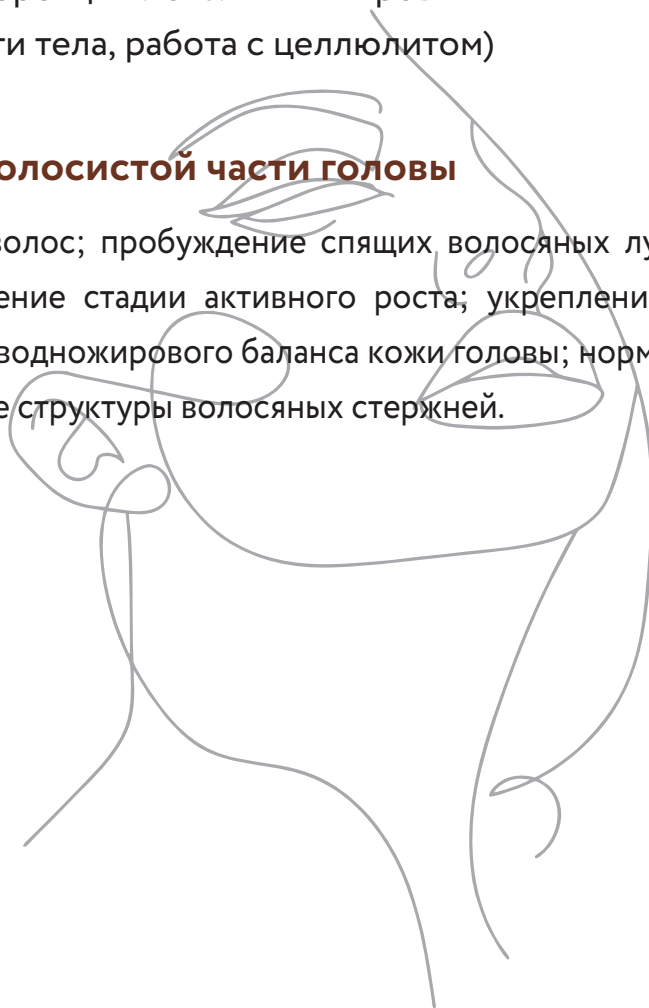 ти тела, работа с целлюлитом)
олосистой части головы
волос; пробуждение спящих волосяных лу
ение стадии активного роста; укреплени
водножирового баланса кожи головы; норм
е структуры волосяных стержней.